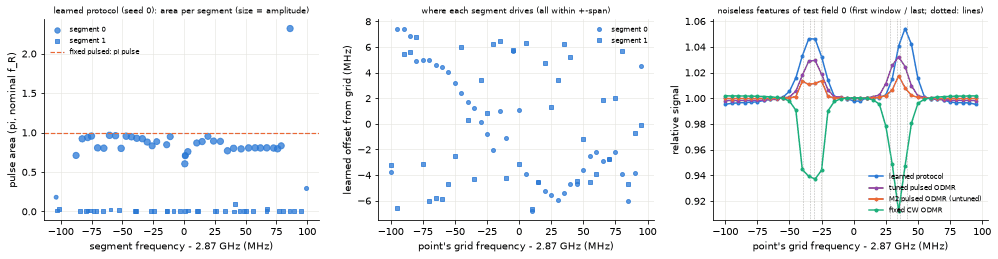 learned protocol (seed 0): area per segment (size = amplitude)
pulse area (pi, nominal f_R)
2.0
1.5
1.0
0.5
0.0
segment 0
segment 1
fixed pulsed: pi pulse
−100
−75
−50
−25
0
25
50
75
100
segment frequency - 2.87 GHz (MHz)
where each segment drives (all within +-span)
learned offset from grid (MHz)
8
6
4
2
0
−2
−4
−6
segment 0
segment 1
−100
−75
−50
−25
0
25
50
75
100
point's grid frequency - 2.87 GHz (MHz)
noiseless features of test field 0 (first window / last; dotted: lines)
relative signal
1.06
1.04
1.02
1.00
0.98
0.96
0.94
0.92
learned protocol
tuned pulsed ODMR
M2 pulsed ODMR (untuned)
fixed CW ODMR
−100
−75
−50
−25
0
25
50
75
100
point's grid frequency - 2.87 GHz (MHz)